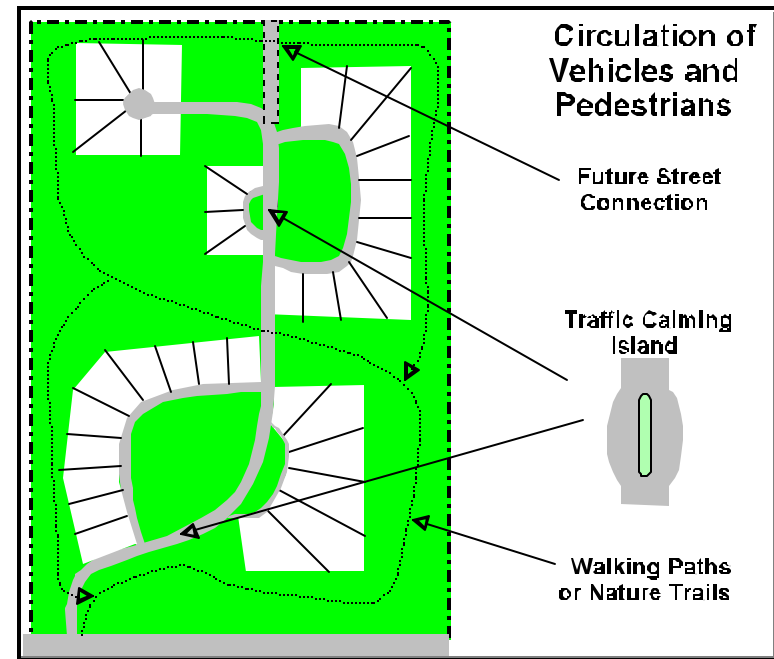 Circulation of
Vehicles and
Pedestrians
Future Street
Connection
Traffic Calming
Island
Walking Paths
or Nature Trails